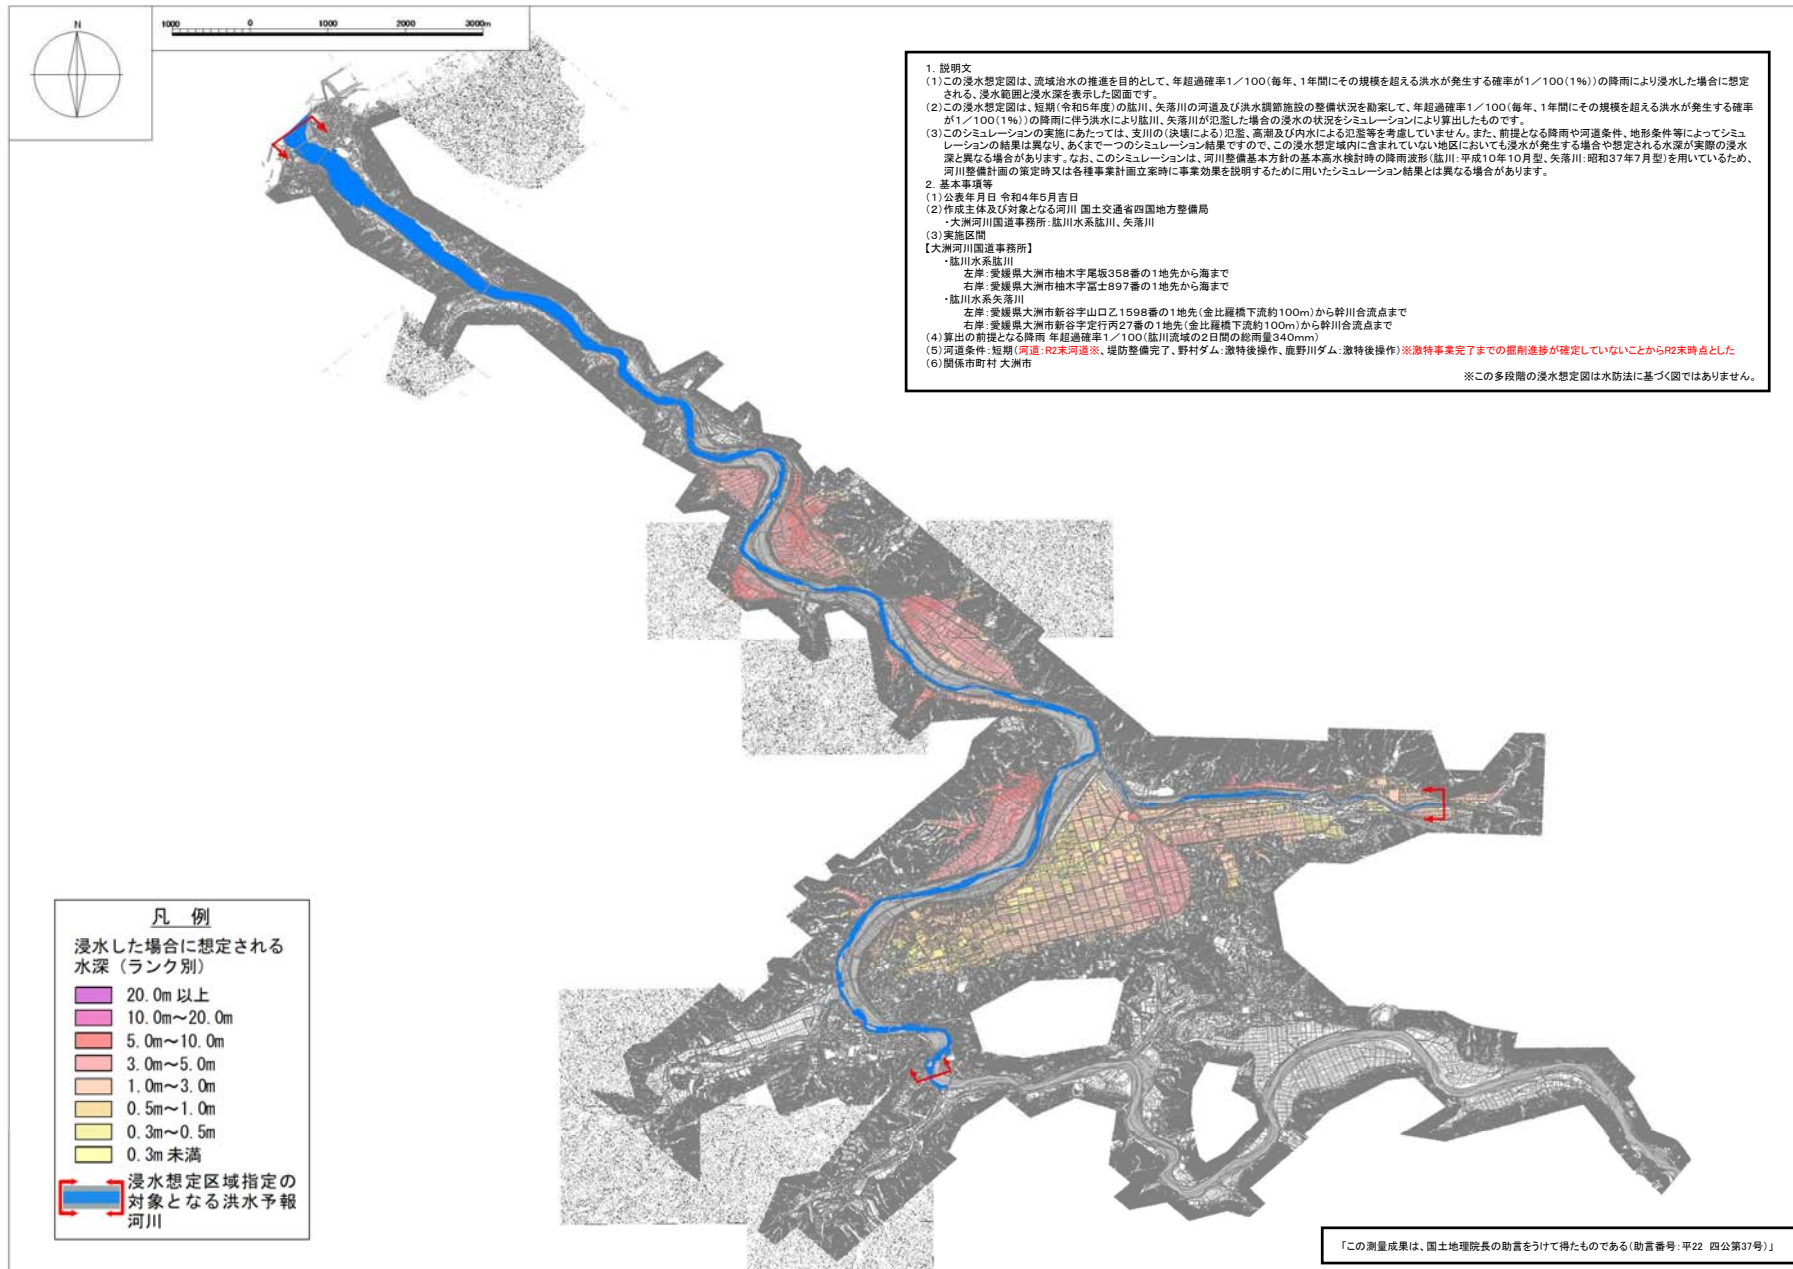 N
1000 0 1000 2000 3000m
1. 説明文
(1)この浸水想定図は、流域治水の推進を目的として、年超過確率1/100(毎年、1年間にその規模を超える洪水が発生する確率が1/100(1%))の降雨により浸水した場合に想定
される、浸水範囲と浸水深を表示した図面です。
(2)この浸水想定図は、短期(令和5年度)の肱川、矢落川の河道及び洪水調節施設の整備状況を勘案して、年超過確率1/100(毎年、1年間にその規模を超える洪水が発生する確率
が1/100(1%))の降雨に伴う洪水により肱川、矢落川が氾濫した場合の浸水の状況をシミュレーションにより算出したものです。
(3)このシミュレーションの実施にあたっては、支川の(決壊による)氾濫、高潮及び内水による氾濫等を考慮していません。また、前提となる降雨や河道条件、地形条件等によってシミュ
レーションの結果は異なり、あくまで一つのシミュレーション結果ですので、この浸水想定域内に含まれていない地区においても浸水が発生する場合や想定される水深が実際の浸水
深と異なる場合があります。なお、このシミュレーションは、河川整備基本方針の基本高水検討時の降雨波形(肱川:平成10年10月型、矢落川:昭和37年7月型)を用いているため、
河川整備計画の策定時又は各種事業計画立案時に事業効果を説明するために用いたシミュレーション結果とは異なる場合があります。
2. 基本事項等
(1)公表年月日 令和4年5月吉日
(2)作成主体及び対象となる河川 国土交通省四国地方整備局
・大洲河川国道事務所:肱川水系肱川、矢落川
(3)実施区間
【大洲河川国道事務所】
・肱川水系肱川
左岸:愛媛県大洲市柚木字尾坂358番の1地先から海まで
右岸:愛媛県大洲市柚木字冨士897番の1地先から海まで
・肱川水系矢落川
左岸:愛媛県大洲市新谷字山口乙1598番の1地先(金比羅橋下流約100m)から幹川合流点まで
右岸:愛媛県大洲市新谷字定行丙27番の1地先(金比羅橋下流約100m)から幹川合流点まで
(4)算出の前提となる降雨 年超過確率1/100(肱川流域の2日間の総雨量340mm)
(5)河道条件:短期(河道:R2末河道※、堤防整備完了、野村ダム:激特後操作、鹿野川ダム:激特後操作)※激特事業完了までの掘削進捗が確定していないことからR2末時点とした
(6)関係市町村 大洲市
※この多段階の浸水想定図は水防法に基づく図ではありません。
凡 例
浸水した場合に想定される
水深(ランク別)
20.0m 以上
10.0m~20.0m
5.0m~10.0m
3.0m~5.0m
1.0m~3.0m
0.5m~1.0m
0.3m~0.5m
0.3m 未満
浸水想定区域指定の
対象となる洪水予報
河川
「この測量成果は、国土地理院長の助言をうけて得たものである(助言番号:平22 四公第37号)」